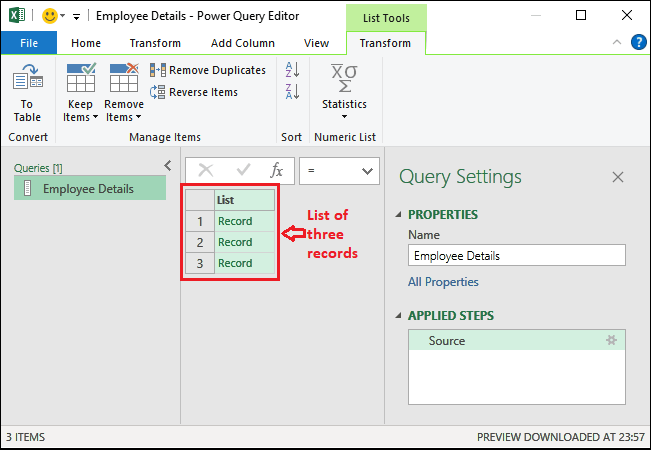 Employee Details - Power Query Editor
List Tools
File Home Transform Add Column View Transform
To Table
Convert
Keep Items
Remove Items
Remove Duplicates
Reverse Items
Manage Items
A Z
Z A
Sort
X̄σ
Σ
Statistics
Numeric List
Queries [1]
Employee Details
fx =
List
1 Record
2 Record
3 Record
List of
three
records
Query Settings
PROPERTIES
Name
Employee Details
All Properties
APPLIED STEPS
Source
3 ITEMS
PREVIEW DOWNLOADED AT 23:57